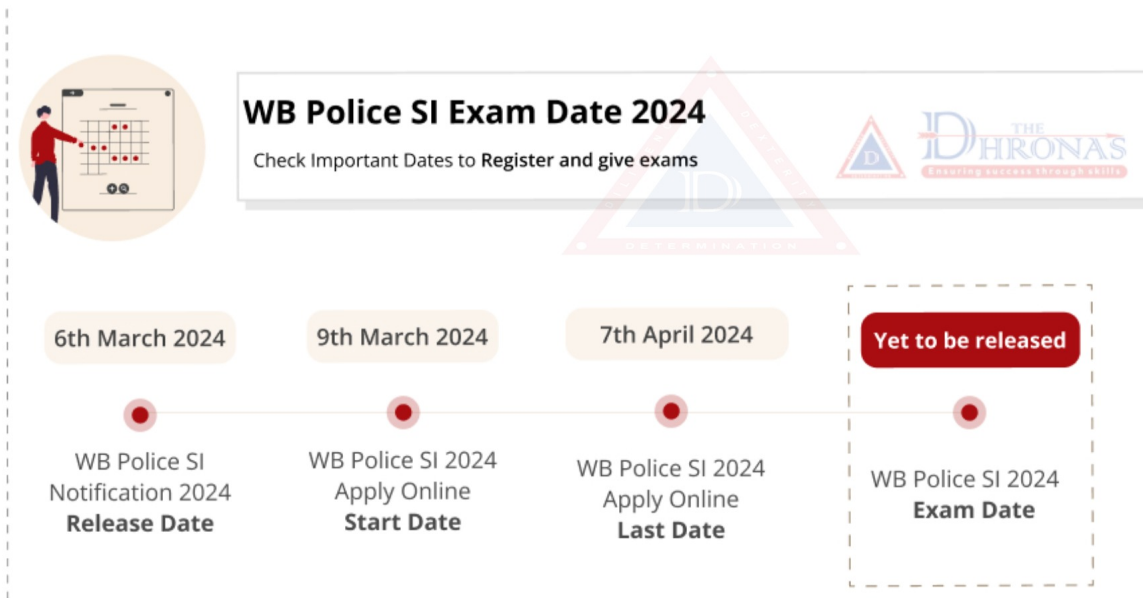 WB Police SI Exam Date 2024
Check Important Dates to Register and give exams
D
THE
DHRONAS
Ensuring success through skills
D
DETERMINATION
6th March 2024
9th March 2024
7th April 2024
Yet to be released
WB Police SI
Notification 2024
Release Date
WB Police SI 2024
Apply Online
Start Date
WB Police SI 2024
Apply Online
Last Date
WB Police SI 2024
Exam Date